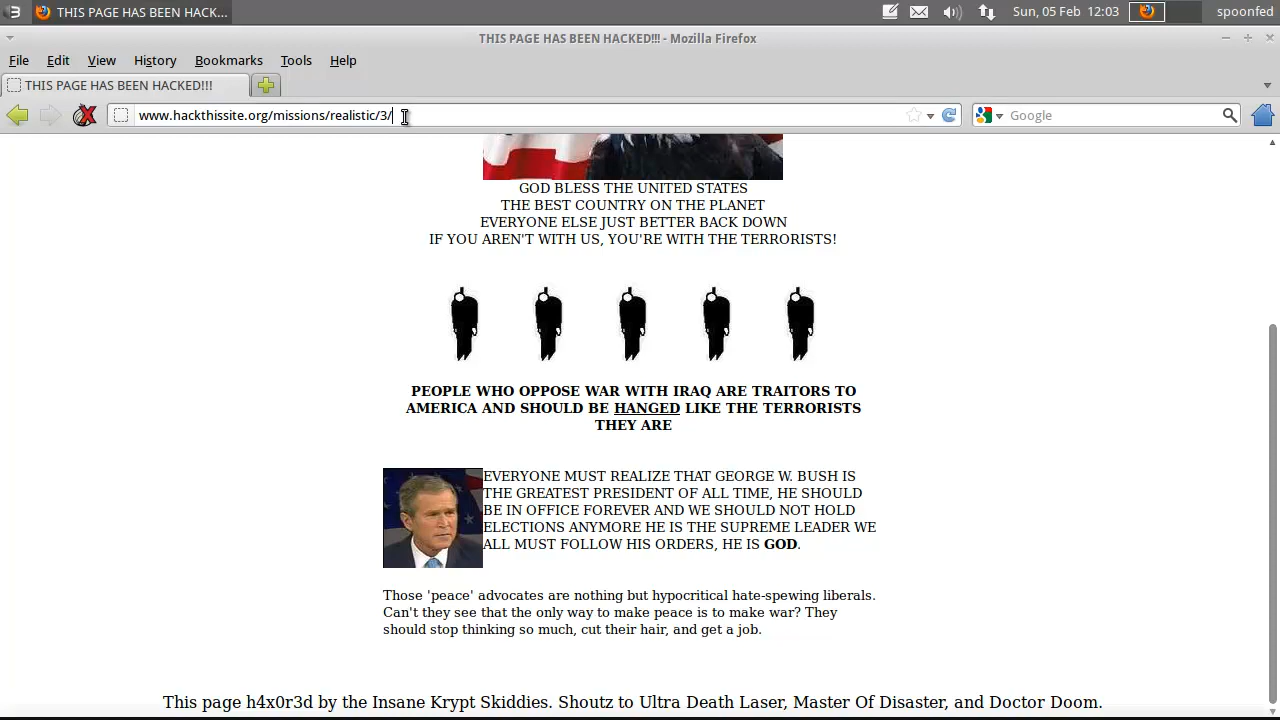 THIS PAGE HAS BEEN HACK...
Sun, 05 Feb 12:03
spoonfed
THIS PAGE HAS BEEN HACKED!!! - Mozilla Firefox
File Edit View History Bookmarks Tools Help
THIS PAGE HAS BEEN HACKED!!!
www.hackthissite.org/missions/realistic/3/
Google
GOD BLESS THE UNITED STATES
THE BEST COUNTRY ON THE PLANET
EVERYONE ELSE JUST BETTER BACK DOWN
IF YOU AREN'T WITH US, YOU'RE WITH THE TERRORISTS!
PEOPLE WHO OPPOSE WAR WITH IRAQ ARE TRAITORS TO
AMERICA AND SHOULD BE HANGED LIKE THE TERRORISTS
THEY ARE
EVERYONE MUST REALIZE THAT GEORGE W. BUSH IS
THE GREATEST PRESIDENT OF ALL TIME, HE SHOULD
BE IN OFFICE FOREVER AND WE SHOULD NOT HOLD
ELECTIONS ANYMORE HE IS THE SUPREME LEADER WE
ALL MUST FOLLOW HIS ORDERS, HE IS GOD.
Those 'peace' advocates are nothing but hypocritical hate-spewing liberals.
Can't they see that the only way to make peace is to make war? They
should stop thinking so much, cut their hair, and get a job.
This page h4x0r3d by the Insane Krypt Skiddies. Shoutz to Ultra Death Laser, Master Of Disaster, and Doctor Doom.